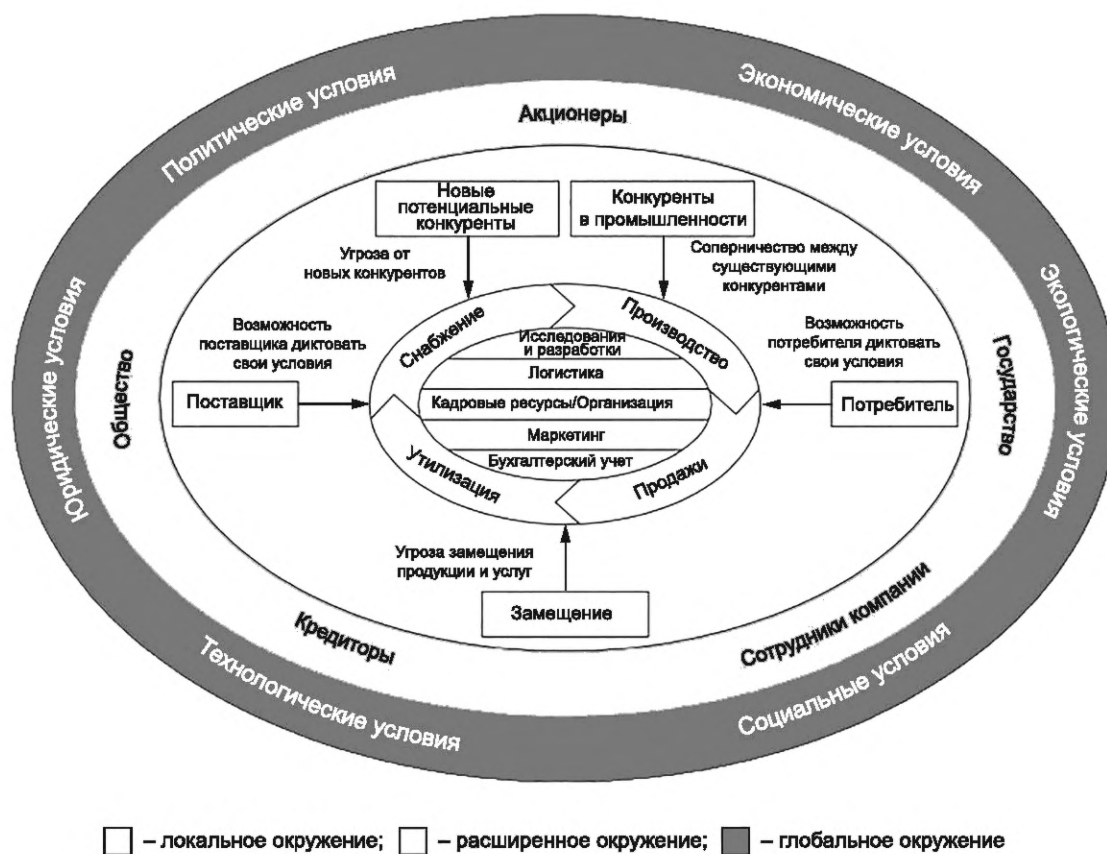 Политические условия
Экономические условия
Акционеры
Новые
потенциальные
конкуренты
Конкуренты
в промышленности
Угроза от
новых конкурентов
Соперничество между
существующими
конкурентами
Юридические условия
Экологические условия
Общество
Государство
Возможность
поставщика диктовать
свои условия
Снабжение
Производство
Возможность
потребителя диктовать
свои условия
Исследования
и разработки
Логистика
Поставщик
Кадровые ресурсы/Организация
Потребитель
Маркетинг
Бухгалтерский учет
Утилизация
Продажи
Угроза замещения
продукции и услуг
Замещение
Кредиторы
Сотрудники компании
Технологические условия
Социальные условия
– локальное окружение; – расширенное окружение; – глобальное окружение